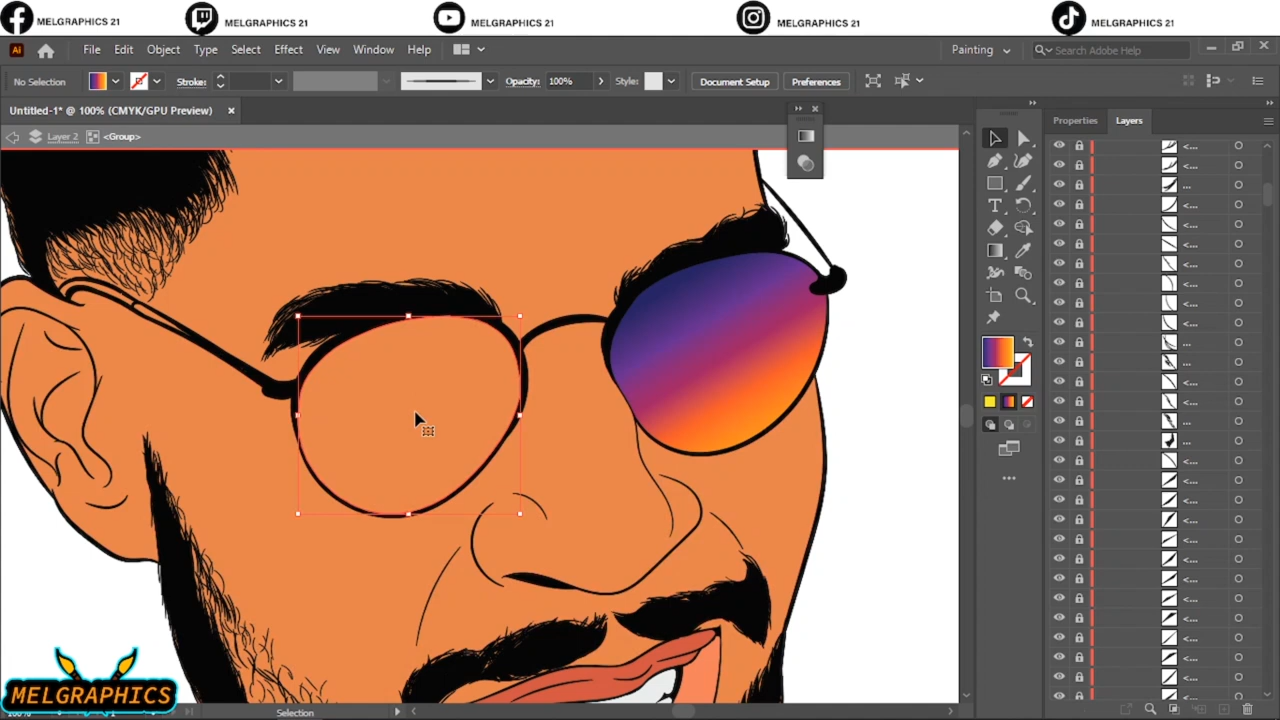 MELGRAPHICS 21 MELGRAPHICS 21 MELGRAPHICS 21 MELGRAPHICS 21 MELGRAPHICS 21
Ai File Edit Object Type Select Effect View Window Help Painting Search Adobe Help
No Selection Stroke: Opacity: 100% Style: Document Setup Preferences
Untitled-1* @ 100% (CMYK/GPU Preview)
Properties Layers
Layer 2 <Group>
MELGRAPHICS
Selection